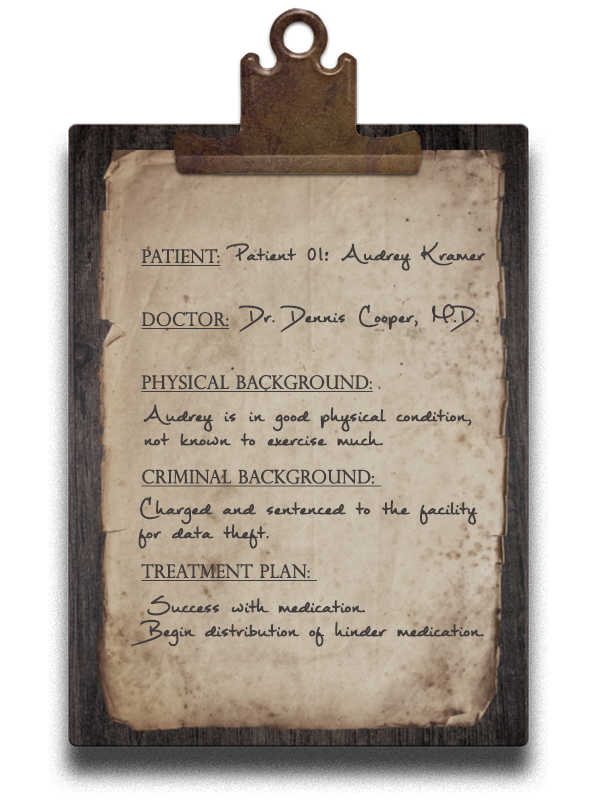 PATIENT: Patient 01: Audrey Kramer
DOCTOR: Dr. Dennis Cooper, M.D.
PHYSICAL BACKGROUND:
Audrey is in good physical condition,
not known to exercise much.
CRIMINAL BACKGROUND:
Charged and sentenced to the facility
for data theft.
TREATMENT PLAN:
Success with medication.
Begin distribution of hinder medication.